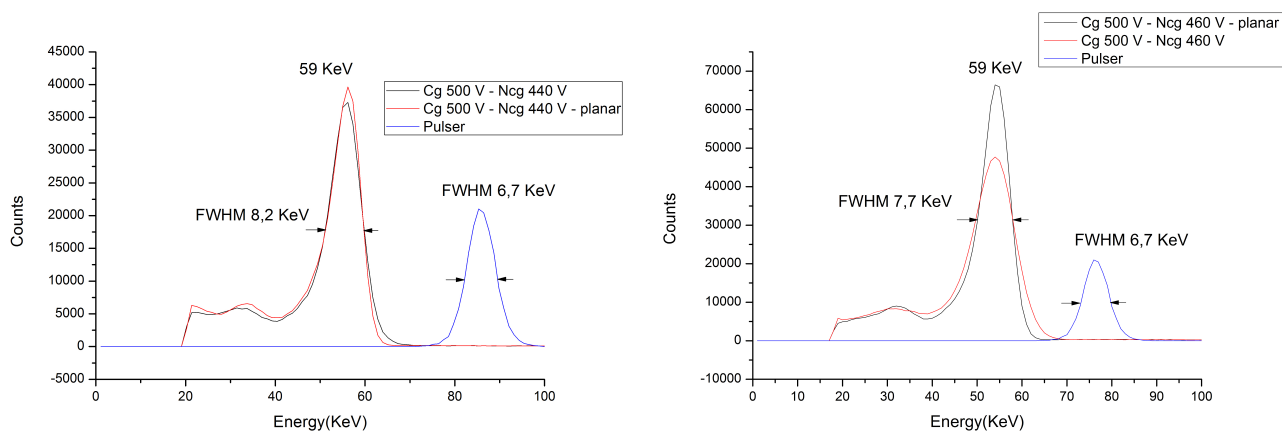 45000
40000
35000
30000
25000
20000
15000
10000
5000
0
-5000
Counts
59 KeV
Cg 500 V - Ncg 440 V
Cg 500 V - Ncg 440 V - planar
Pulser
FWHM 8,2 KeV
FWHM 6,7 KeV
0 20 40 60 80 100
Energy(KeV)
Cg 500 V - Ncg 460 V - planar
Cg 500 V - Ncg 460 V
Pulser
70000
60000
50000
40000
30000
20000
10000
0
-10000
Counts
59 KeV
FWHM 7,7 KeV
FWHM 6,7 KeV
0 10 20 30 40 50 60 70 80 90 100
Energy(KeV)